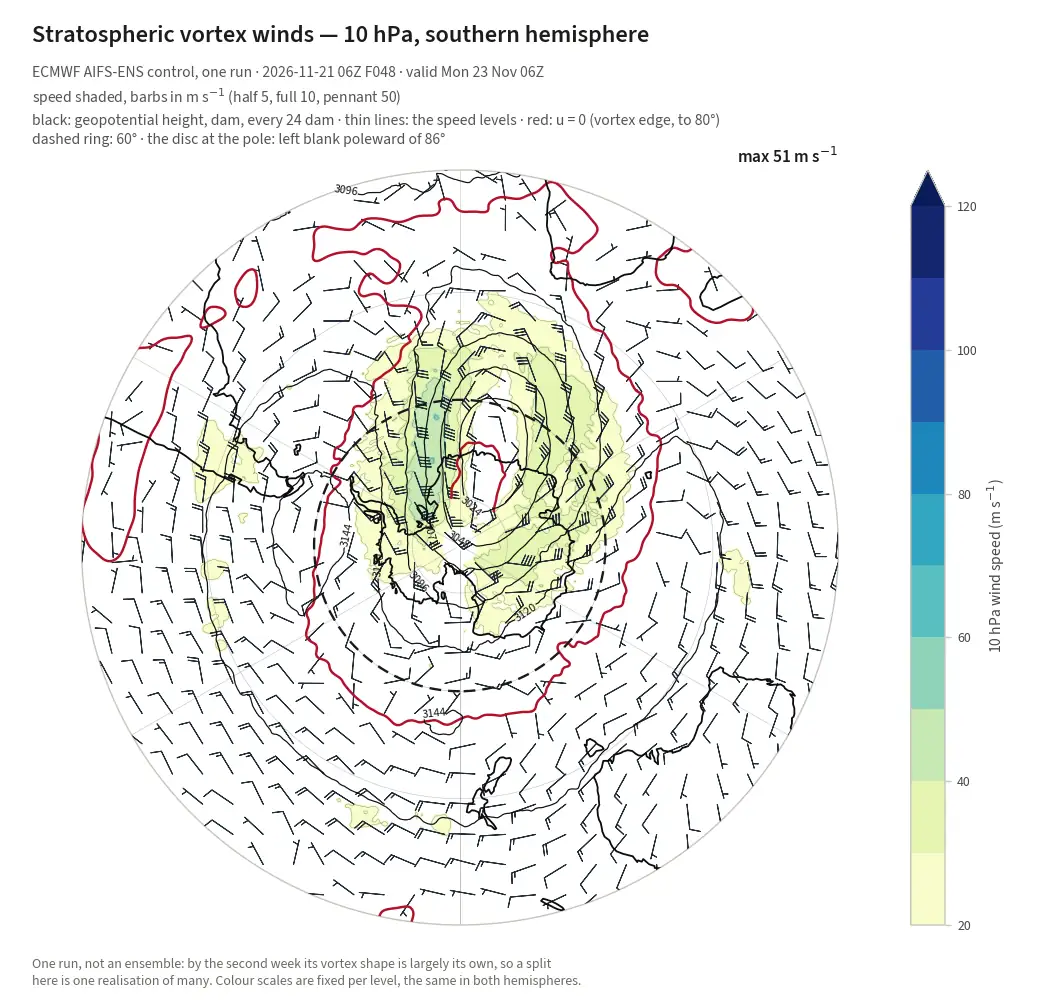 Stratospheric vortex winds — 10 hPa, southern hemisphere
ECMWF AIFS-ENS control, one run · 2026-11-21 06Z F048 · valid Mon 23 Nov 06Z
speed shaded, barbs in m s⁻¹ (half 5, full 10, pennant 50)
black: geopotential height, dam, every 24 dam · thin lines: the speed levels · red: u = 0 (vortex edge, to 80°)
dashed ring: 60° · the disc at the pole: left blank poleward of 86°
max 51 m s⁻¹
3096
120
100
80
60
40
20
10 hPa wind speed (m s⁻¹)
3024
3048
3144
3096
3120
3144
One run, not an ensemble: by the second week its vortex shape is largely its own, so a split
here is one realisation of many. Colour scales are fixed per level, the same in both hemispheres.